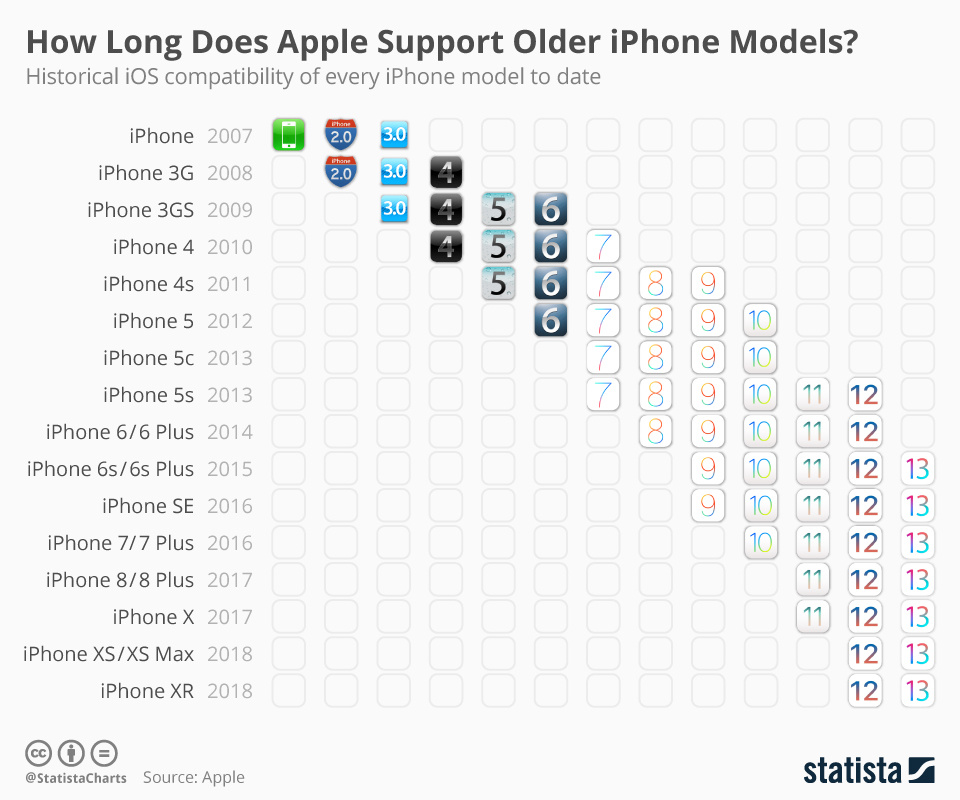 How Long Does Apple Support Older iPhone Models?
Historical iOS compatibility of every iPhone model to date
iPhone 2007 iPhone 2.0 3.0
iPhone 3G 2008 iPhone 2.0 3.0 4
iPhone 3GS 2009 3.0 4 5 6
iPhone 4 2010 4 5 6 7
iPhone 4s 2011 5 6 7 8 9
iPhone 5 2012 6 7 8 9 10
iPhone 5c 2013 7 8 9 10
iPhone 5s 2013 7 8 9 10 11 12
iPhone 6/6 Plus 2014 8 9 10 11 12
iPhone 6s/6s Plus 2015 9 10 11 12 13
iPhone SE 2016 9 10 11 12 13
iPhone 7/7 Plus 2016 10 11 12 13
iPhone 8/8 Plus 2017 11 12 13
iPhone X 2017 11 12 13
iPhone XS/XS Max 2018 12 13
iPhone XR 2018 12 13
cc =
@StatistaCharts Source: Apple
statista